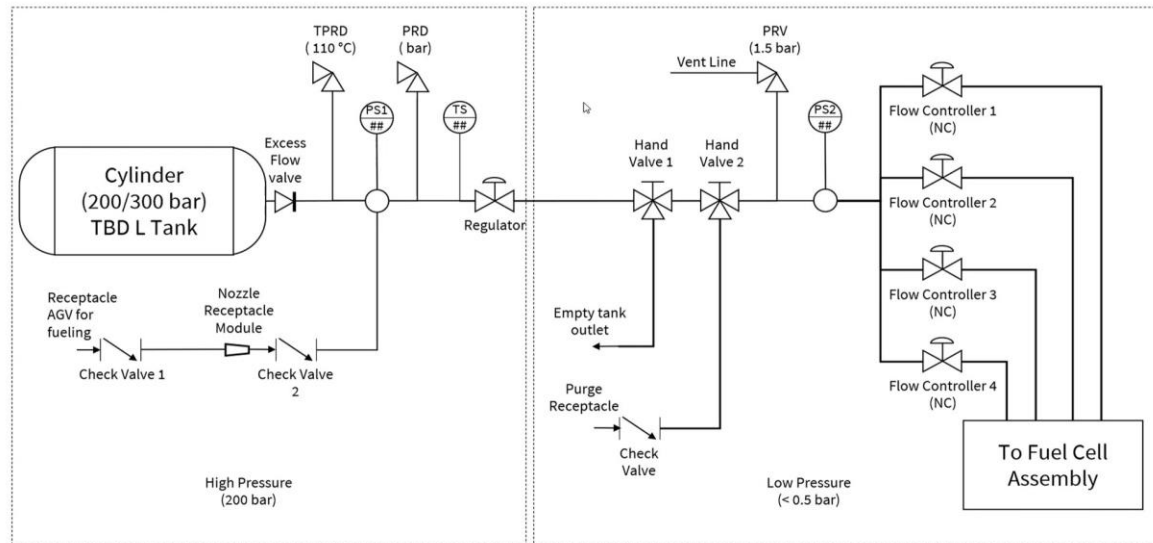 TPRD
( 110 °C)
PRD
( bar)
PS1
##
TS
##
Excess
Flow
valve
Cylinder
(200/300 bar)
TBD L Tank
Regulator
Receptacle
AGV for
fueling
Nozzle
Receptacle
Module
Check Valve 1
Check Valve
2
High Pressure
(200 bar)
PRV
(1.5 bar)
Vent Line
PS2
##
Hand
Valve 1
Hand
Valve 2
Flow Controller 1
(NC)
Flow Controller 2
(NC)
Flow Controller 3
(NC)
Flow Controller 4
(NC)
Empty tank
outlet
Purge
Receptacle
Check
Valve
To Fuel Cell
Assembly
Low Pressure
(< 0.5 bar)